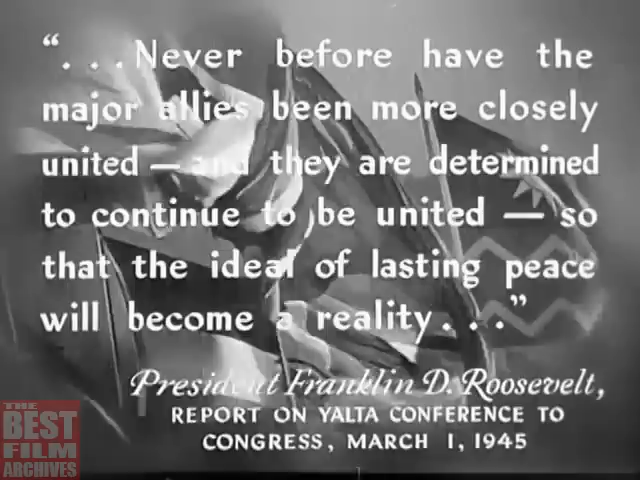 “. . . Never before have the
major allies been more closely
united — and they are determined
to continue to be united — so
that the ideal of lasting peace
will become a reality . . .”
President Franklin D. Roosevelt,
REPORT ON YALTA CONFERENCE TO
CONGRESS, MARCH 1, 1945
THE
BEST
FILM
ARCHIVES